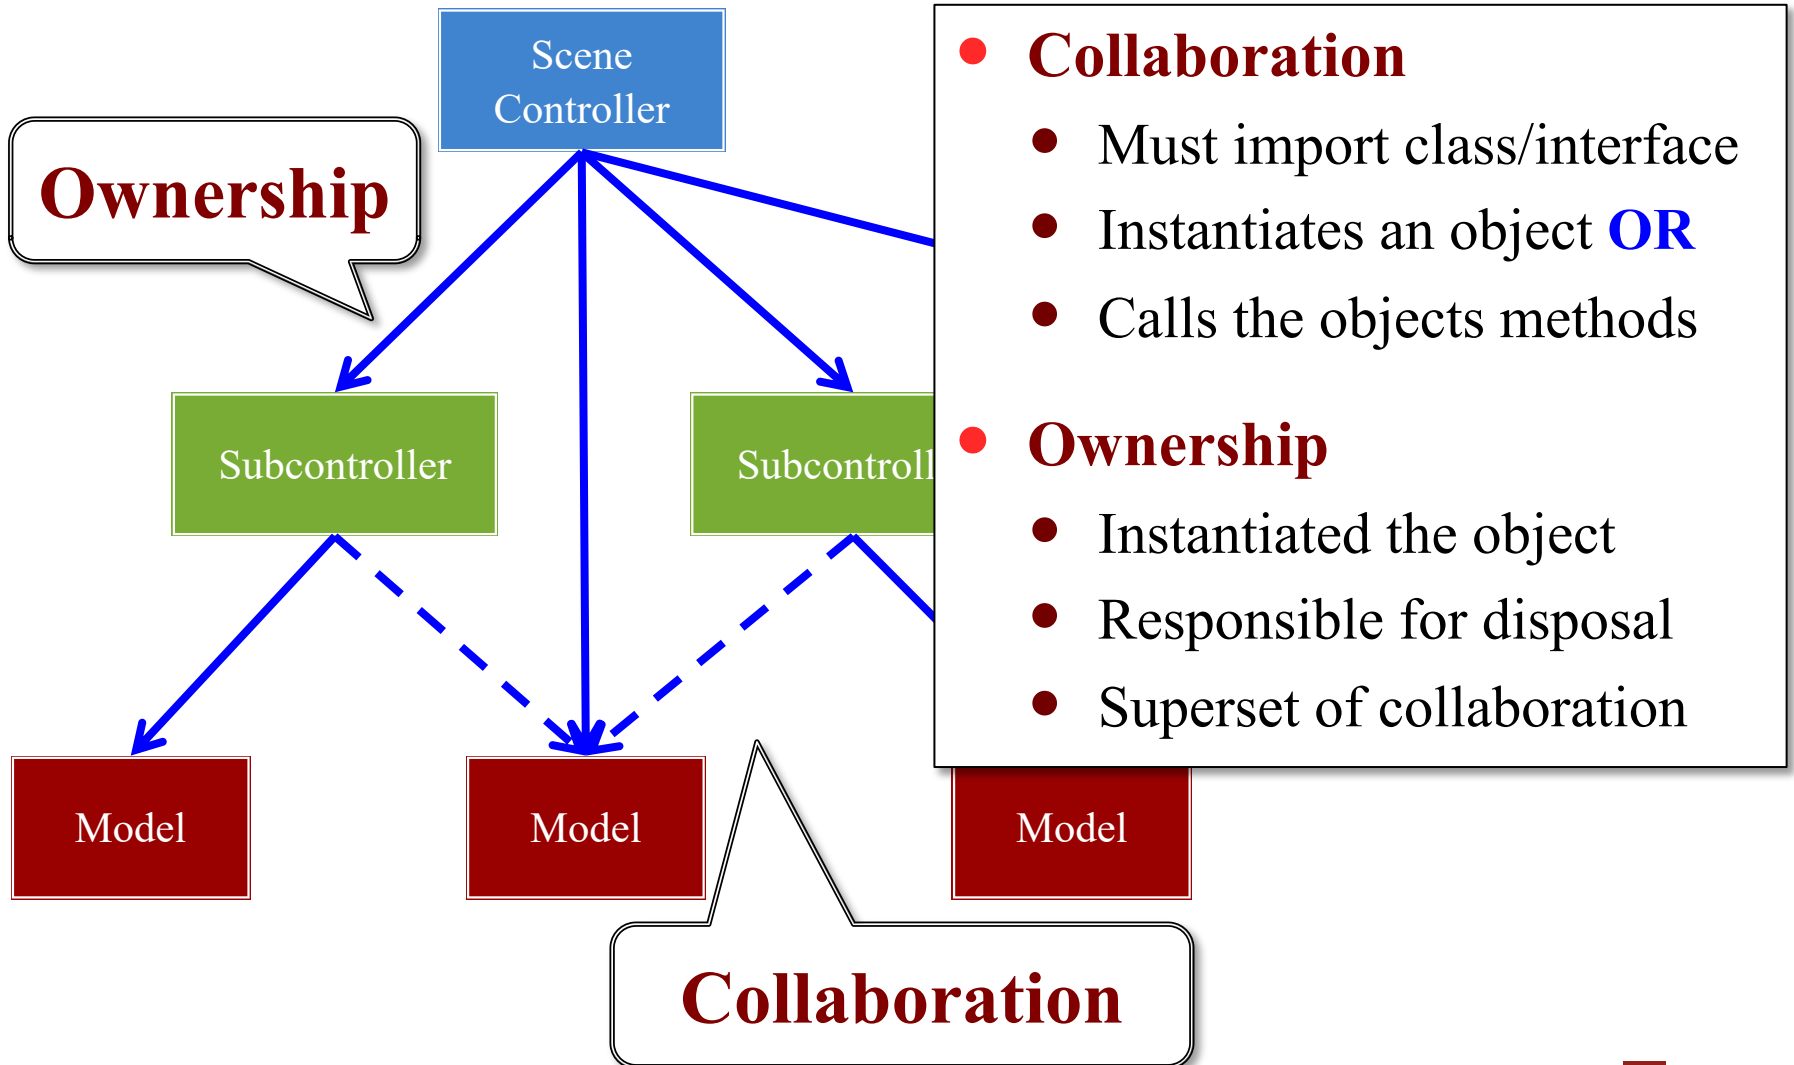 Scene
Controller
Ownership
Subcontroller
Subcontroll
Model
Model
Model
Collaboration
Collaboration
Must import class/interface
Instantiates an object OR
Calls the objects methods
Ownership
Instantiated the object
Responsible for disposal
Superset of collaboration